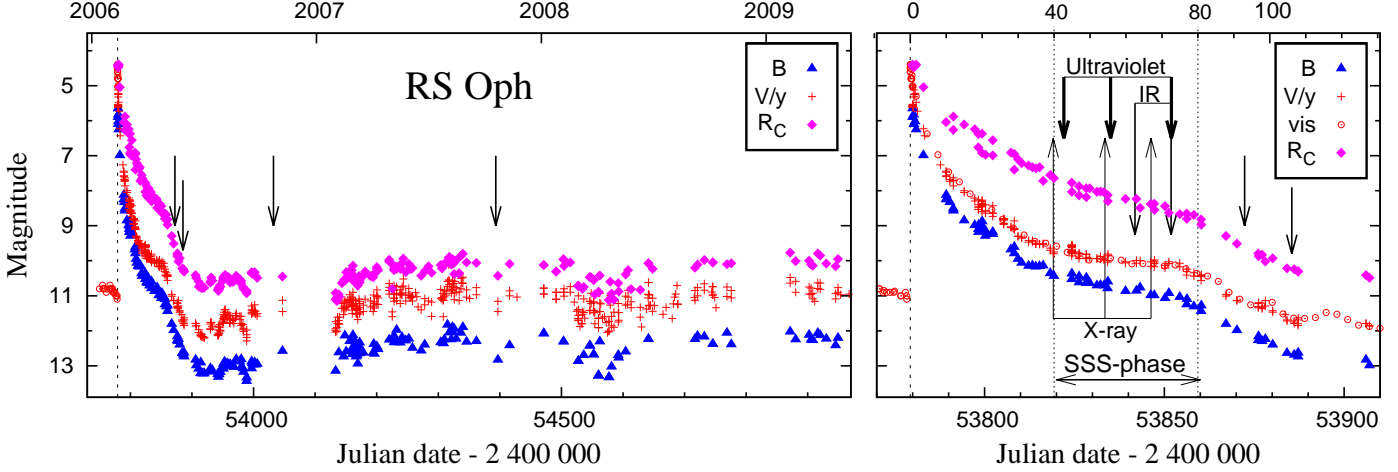 2006 2007 2008 2009
0 20 40 60 80 100
Magnitude
5
7
9
11
13
RS Oph
B
V/y
R_C
54000 54500
Julian date - 2 400 000
Ultraviolet
IR
B
V/y
vis
R_C
X-ray
SSS-phase
53800 53850 53900
Julian date - 2 400 000